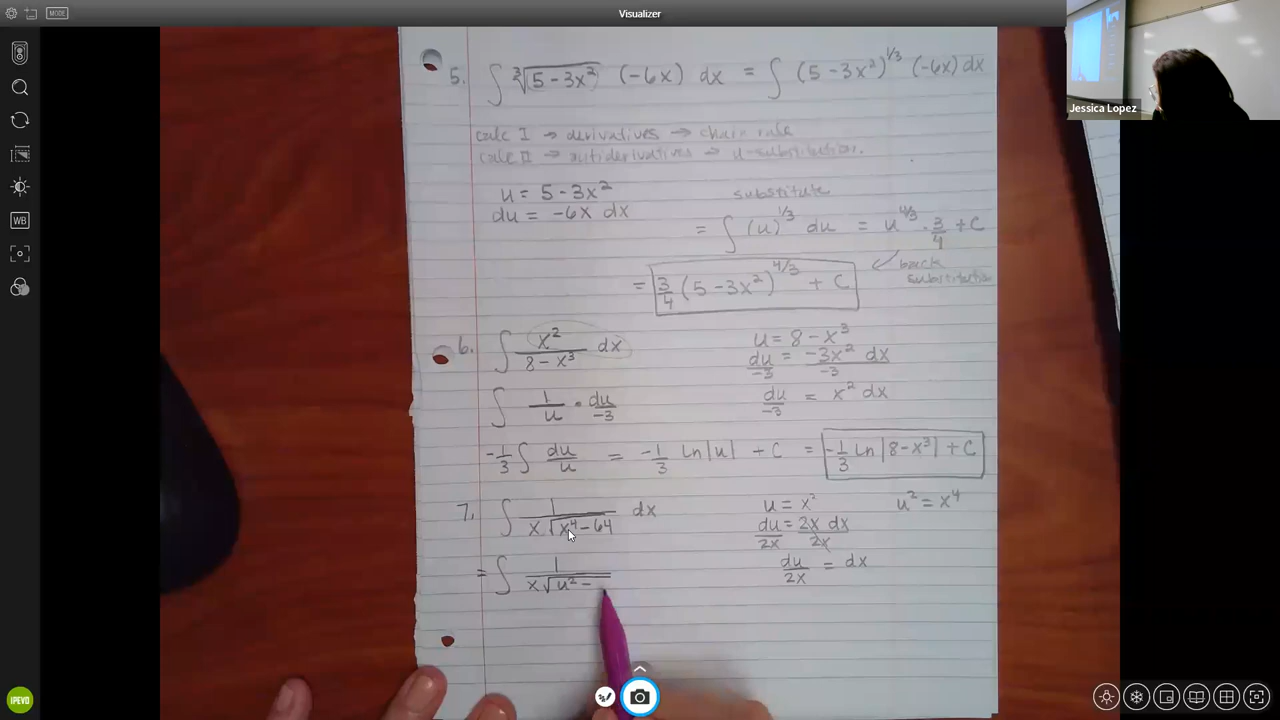 MODE
Visualizer
Jessica Lopez
WB
IPEVO
5. ∫ ∛(5 - 3x²) (-6x) dx = ∫ (5 - 3x²)^(1/3) (-6x) dx
calc I → derivatives → chain rule
calc II → antiderivatives → u-substitution.
u = 5 - 3x²
du = -6x dx
substitute
= ∫ (u)^(1/3) du = u^(4/3) · 3/4 + C
back
substitution
= 3/4 (5 - 3x²)^(4/3) + C
6. ∫ x²/(8 - x³) dx
u = 8 - x³
du/-3 = -3x² dx/-3
∫ 1/u · du/-3
du/-3 = x² dx
-1/3 ∫ du/u = -1/3 Ln|u| + C = -1/3 Ln|8 - x³| + C
7. ∫ 1/(x √(x⁴ - 64)) dx
u = x²
u² = x⁴
du/2x = 2x dx/2x
= ∫ 1/(x √(u² -
du/2x = dx